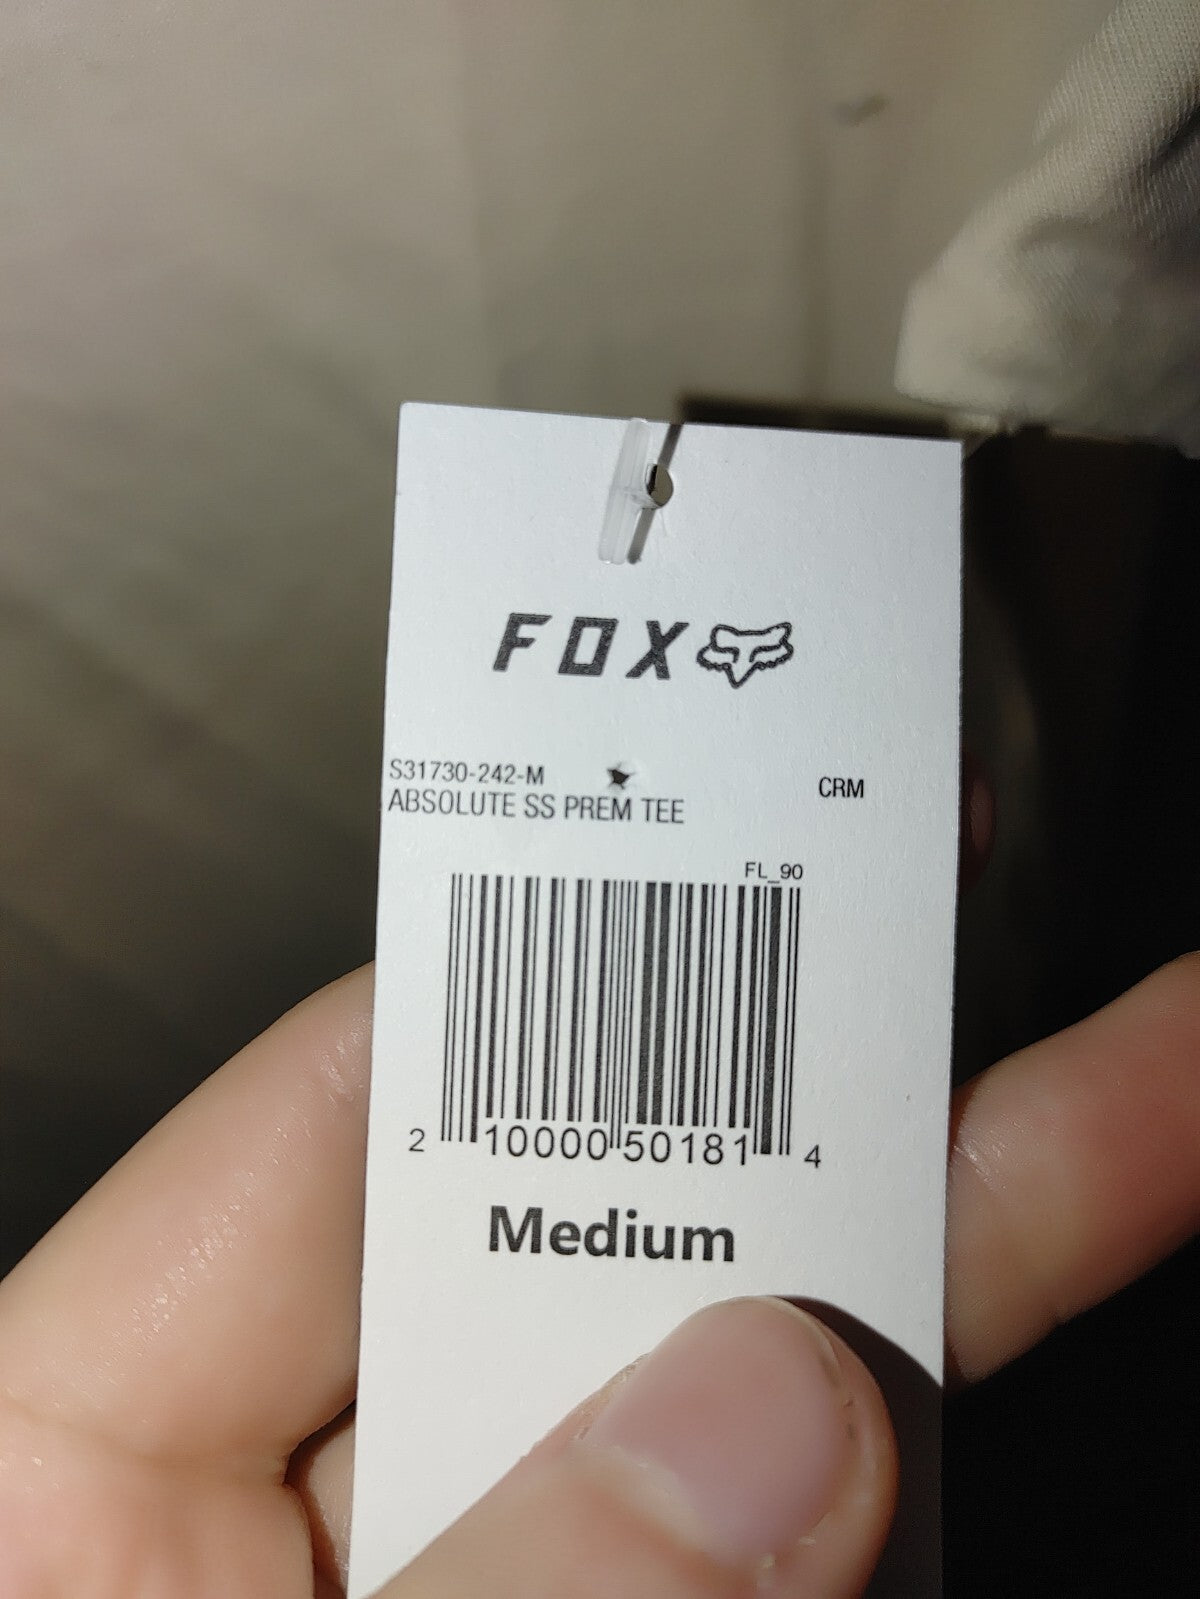 FOX
S31730-242-M
CRM
ABSOLUTE SS PREM TEE
FL_90
2 10000 50181 4
Medium